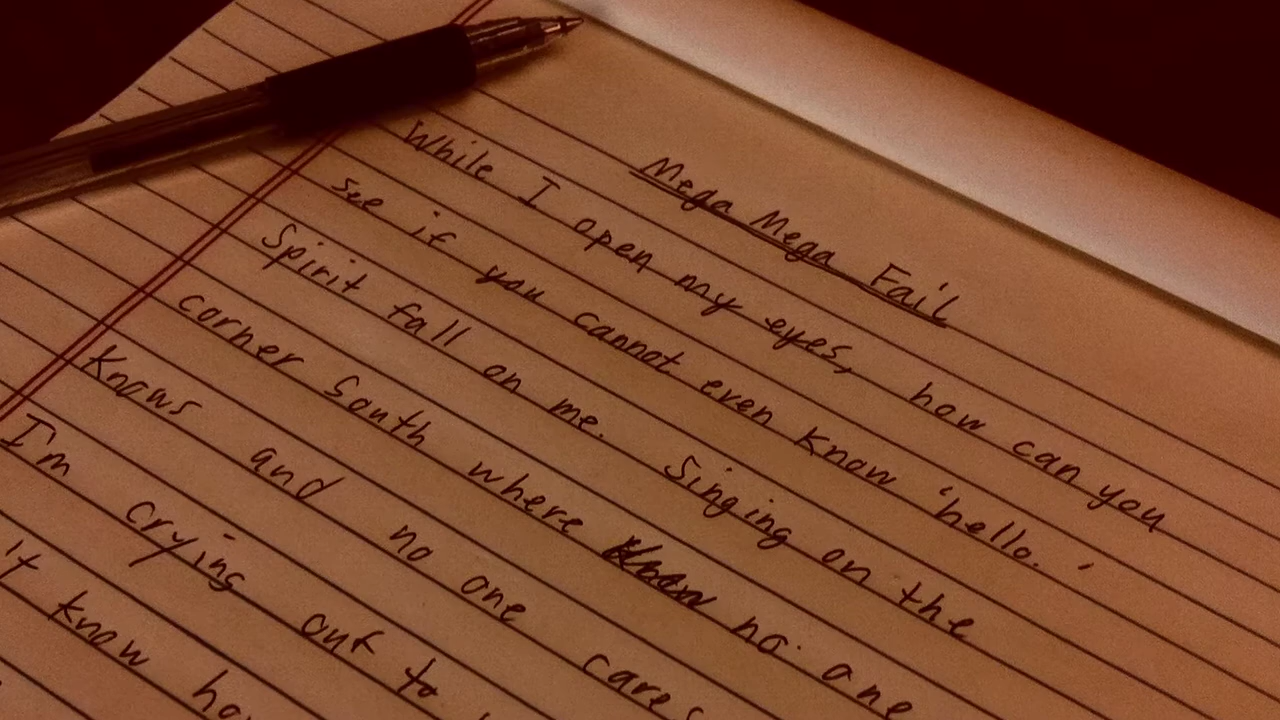 Mega Mega Fail
While I open my eyes, how can you
see if you cannot even know 'hello.'
Spirit fall on me. Singing on the
corner South where no one
knows and no one cares
I'm crying out to
't know